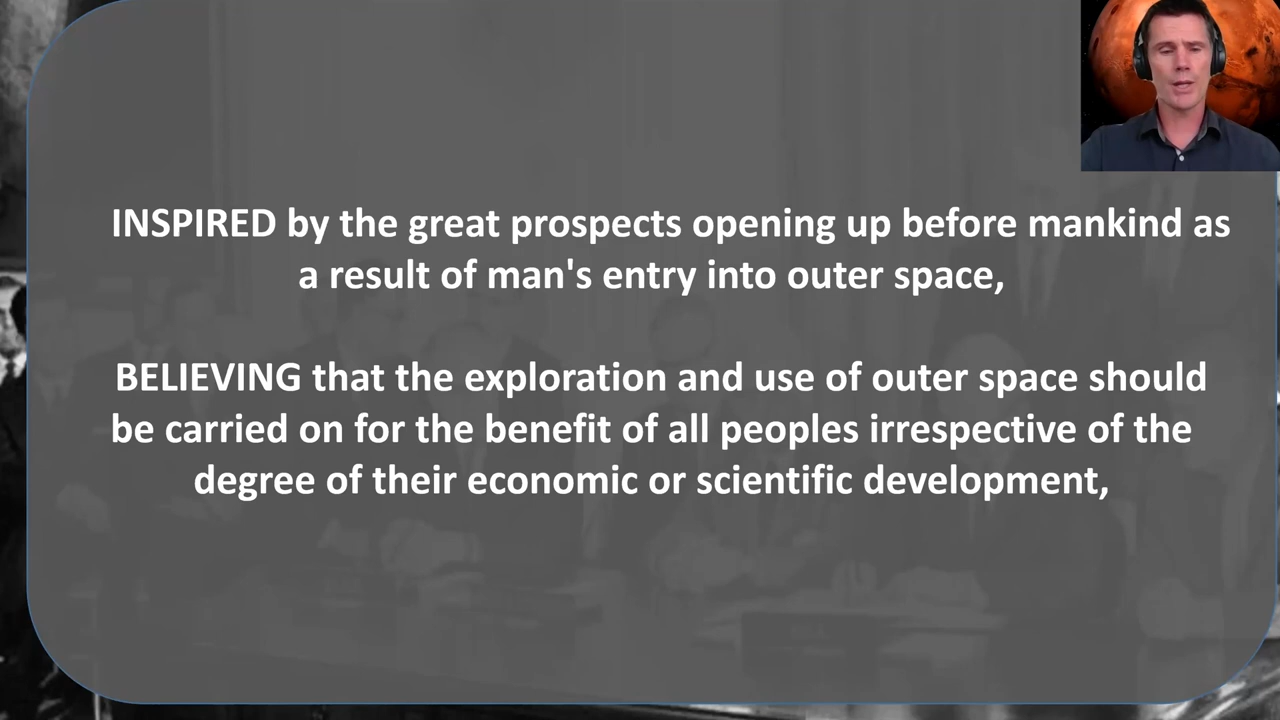 INSPIRED by the great prospects opening up before mankind as
a result of man's entry into outer space,
BELIEVING that the exploration and use of outer space should
be carried on for the benefit of all peoples irrespective of the
degree of their economic or scientific development,